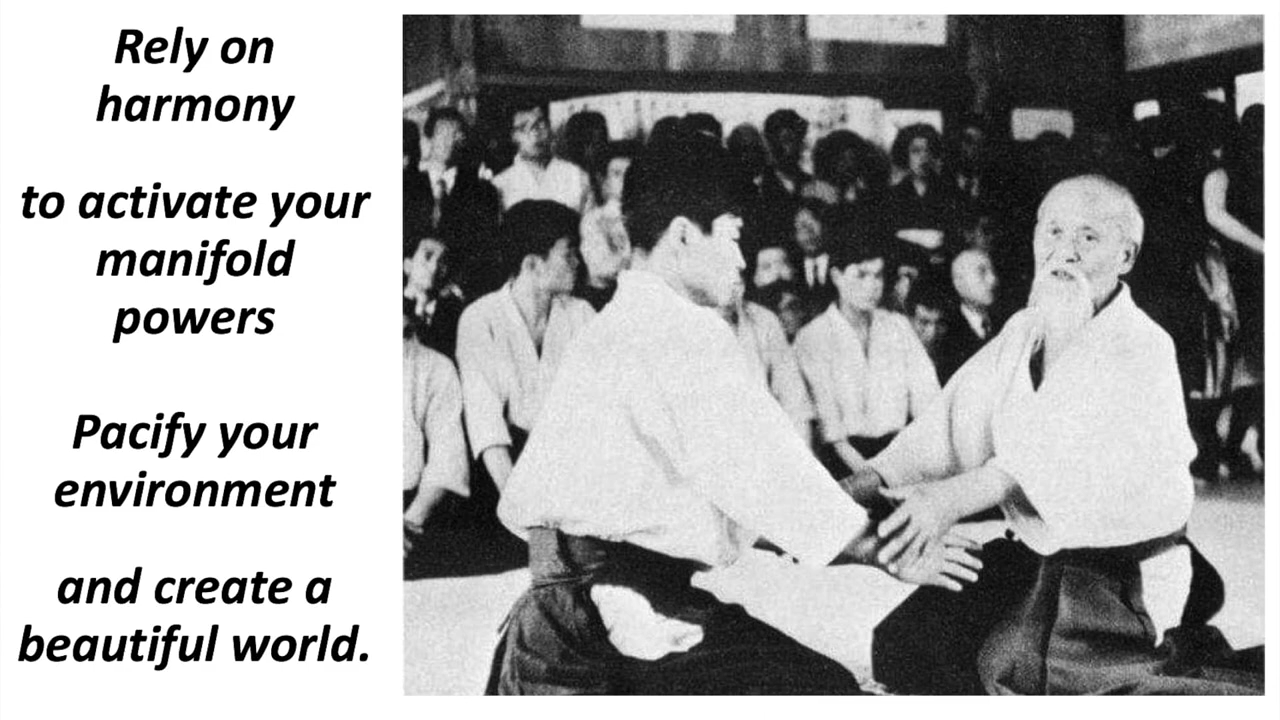 Rely on
harmony
to activate your
manifold
powers
Pacify your
environment
and create a
beautiful world.